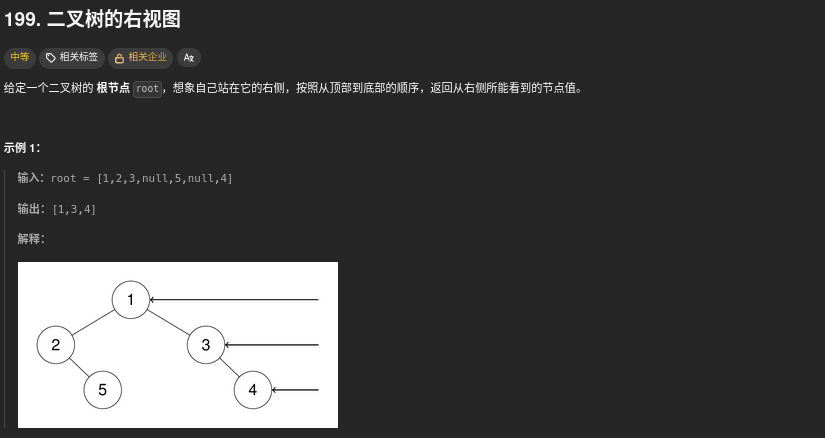 199. 二叉树的右视图
中等 相关标签 相关企业 Aあ
给定一个二叉树的 根节点 root，想象自己站在它的右侧，按照从顶部到底部的顺序，返回从右侧所能看到的节点值。
示例 1：
输入：root = [1,2,3,null,5,null,4]
输出：[1,3,4]
解释：
1
2 3
5 4